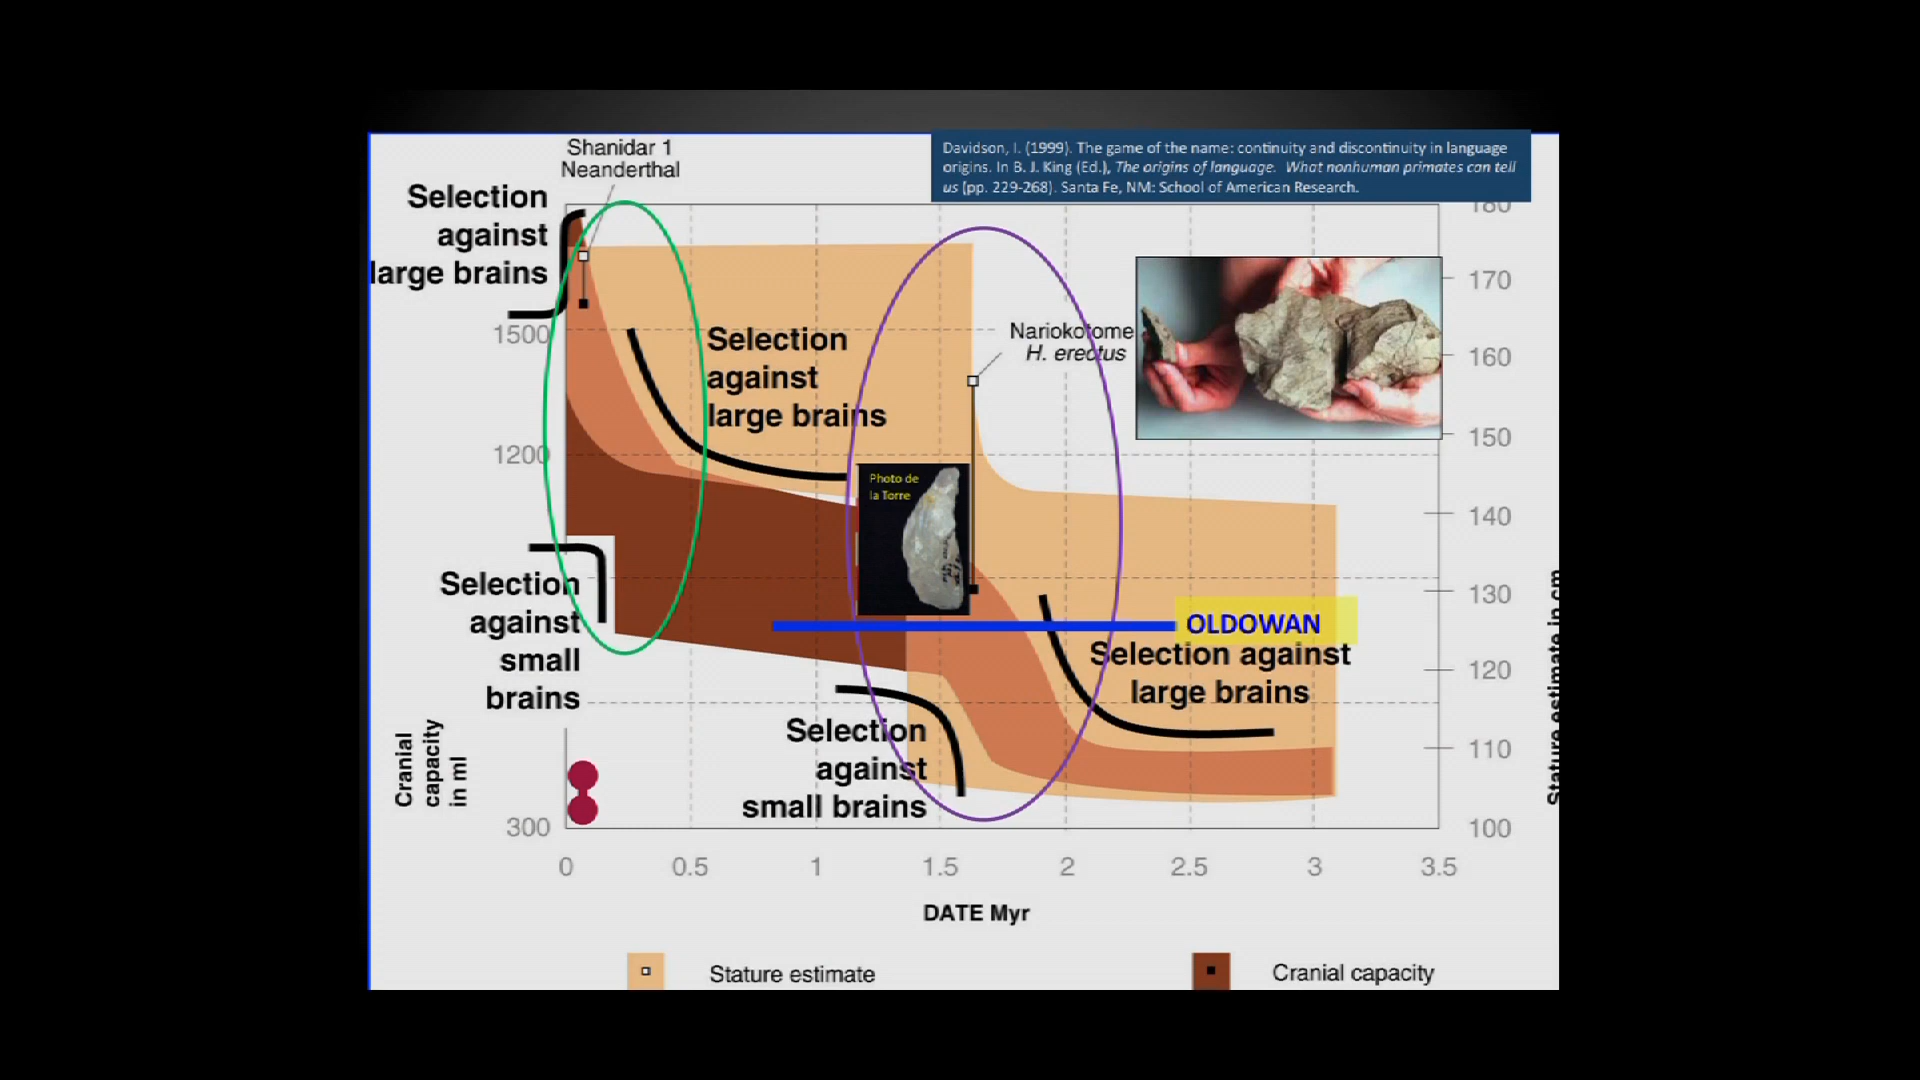 Shanidar 1
Neanderthal
Davidson, I. (1999). The game of the name: continuity and discontinuity in language
origins. In B. J. King (Ed.), The origins of language. What nonhuman primates can tell
us (pp. 229-268). Santa Fe, NM: School of American Research.
Selection
against
large brains
180
170
160
150
140
130
120
110
100
Stature estimate in cm
1500
1200
300
Selection
against
large brains
Nariokotome
H. erectus
Photo de
la Torre
OLDOWAN
Selection against
large brains
Selection
against
small
brains
Selection
against
small brains
Cranial
capacity
in ml
0 0.5 1 1.5 2 2.5 3 3.5
DATE Myr
Stature estimate
Cranial capacity